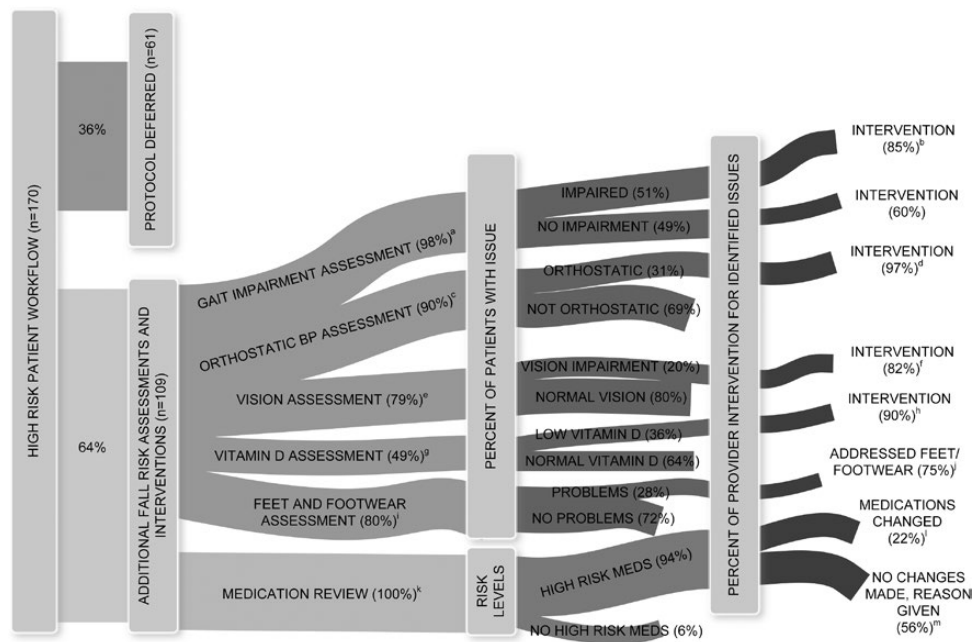 HIGH RISK PATIENT WORKFLOW (n=170)
36%
64%
PROTOCOL DEFERRED (n=61)
ADDITIONAL FALL RISK ASSESSMENTS AND
INTERVENTIONS (n=109)
GAIT IMPAIRMENT ASSESSMENT (98%)ᵃ
ORTHOSTATIC BP ASSESSMENT (90%)ᶜ
VISION ASSESSMENT (79%)ᵉ
VITAMIN D ASSESSMENT (49%)ᵍ
FEET AND FOOTWEAR
ASSESSMENT (80%)ⁱ
MEDICATION REVIEW (100%)ᵏ
PERCENT OF PATIENTS WITH ISSUE
RISK
LEVELS
IMPAIRED (51%)
NO IMPAIRMENT (49%)
ORTHOSTATIC (31%)
NOT ORTHOSTATIC (69%)
VISION IMPAIRMENT (20%)
NORMAL VISION (80%)
LOW VITAMIN D (36%)
NORMAL VITAMIN D (64%)
PROBLEMS (28%)
NO PROBLEMS (72%)
HIGH RISK MEDS (94%)
NO HIGH RISK MEDS (6%)
PERCENT OF PROVIDER INTERVENTION FOR IDENTIFIED ISSUES
INTERVENTION
(85%)ᵇ
INTERVENTION
(60%)
INTERVENTION
(97%)ᵈ
INTERVENTION
(82%)ᶠ
INTERVENTION
(90%)ʰ
ADDRESSED FEET/
FOOTWEAR (75%)ʲ
MEDICATIONS
CHANGED
(22%)ˡ
NO CHANGES
MADE, REASON
GIVEN
(56%)ᵐ